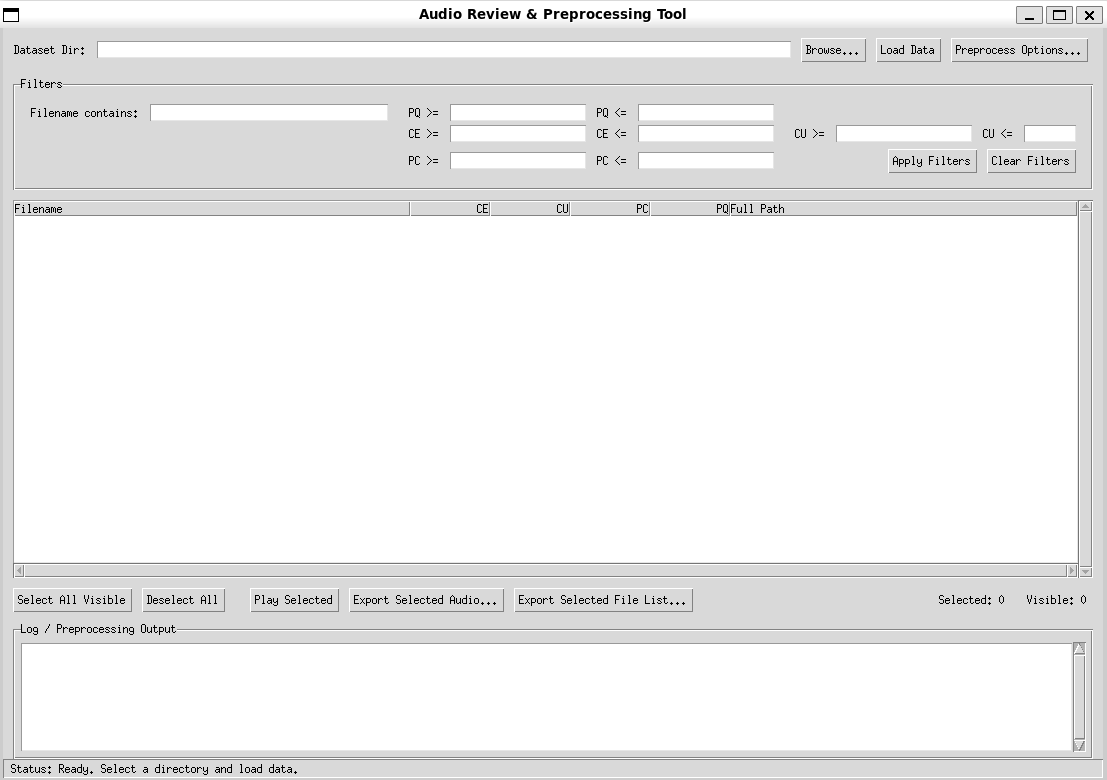 Audio Review & Preprocessing Tool
Dataset Dir: Browse... Load Data Preprocess Options...
Filters
Filename contains: PQ >= PQ <=
CE >= CE <= CU >= CU <=
PC >= PC <= Apply Filters Clear Filters
Filename CE CU PC PQ Full Path
Select All Visible Deselect All Play Selected Export Selected Audio... Export Selected File List... Selected: 0 Visible: 0
Log / Preprocessing Output
Status: Ready. Select a directory and load data.